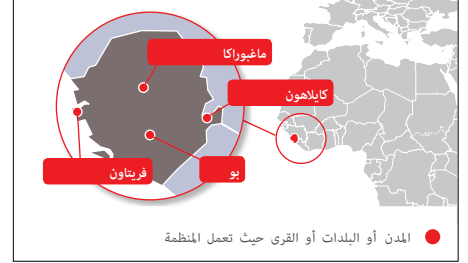 ماغبوراكا
كايلاهون
بو
فريتاون
المدن أو البلدات أو القرى حيث تعمل المنظمة